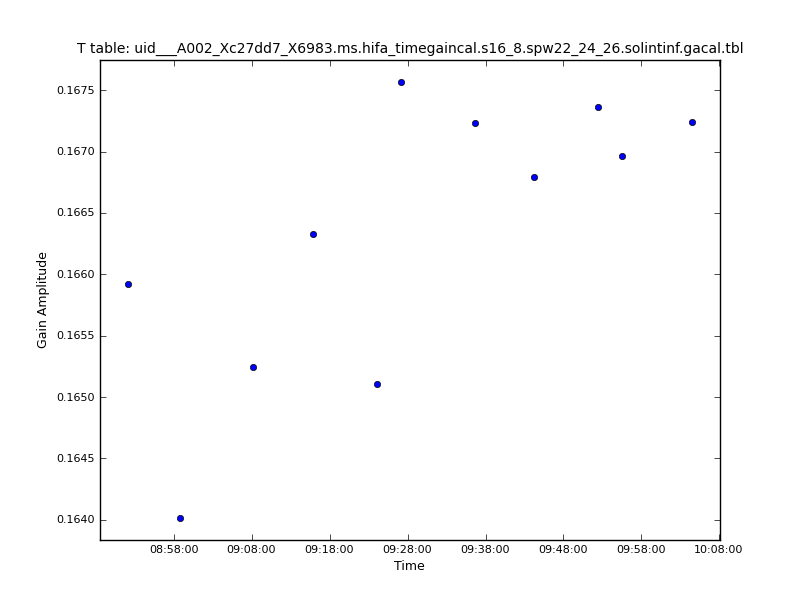 T table: uid___A002_Xc27dd7_X6983.ms.hifa_timegaincal.s16_8.spw22_24_26.solintinf.gacal.tbl
0.1675
0.1670
0.1665
0.1660
0.1655
0.1650
0.1645
0.1640
Gain Amplitude
08:58:00 09:08:00 09:18:00 09:28:00 09:38:00 09:48:00 09:58:00 10:08:00
Time